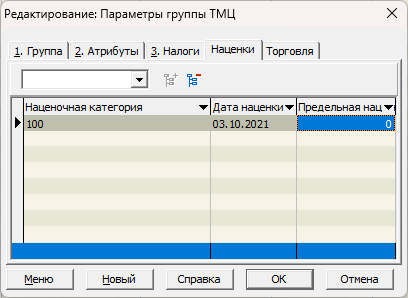 Редактирование: Параметры группы ТМЦ
1. Группа 2. Атрибуты 3. Налоги Наценки Торговля
Наценочная категория Дата наценки Предельная нац
100 03.10.2021 0
Меню Новый Справка OK Отмена